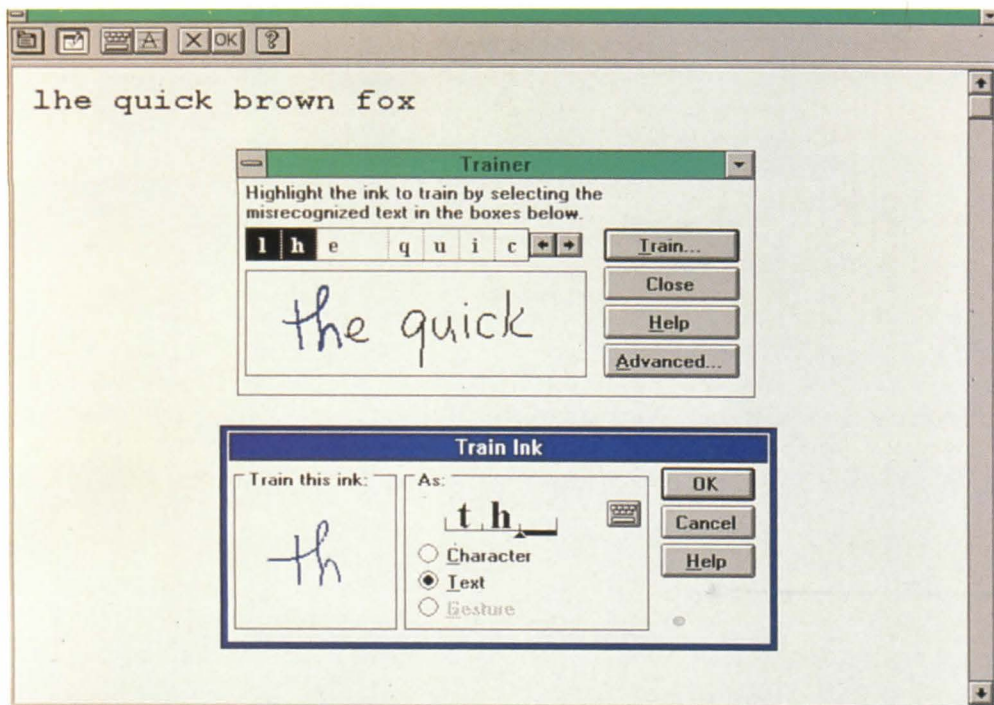 OK ?
lhe quick brown fox
Trainer
Highlight the ink to train by selecting the
misrecognized text in the boxes below.
l h e q u i c
Train...
the quick
Close
Help
Advanced...
Train Ink
Train this ink:
th
As:
t h
Character
Text
Gesture
OK
Cancel
Help